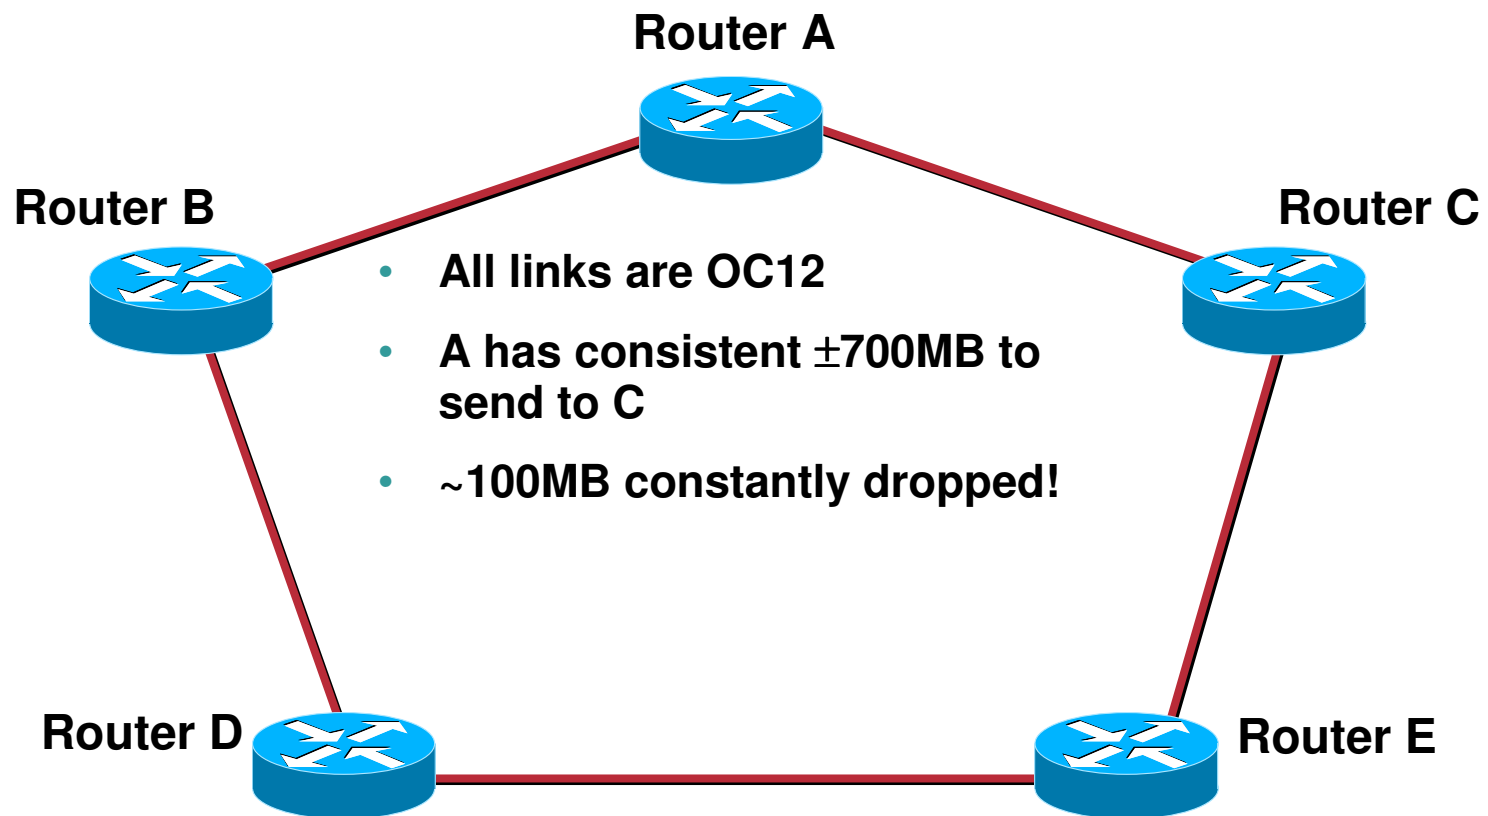 Router A
Router B
Router C
• All links are OC12
• A has consistent ±700MB to
send to C
• ~100MB constantly dropped!
Router D
Router E